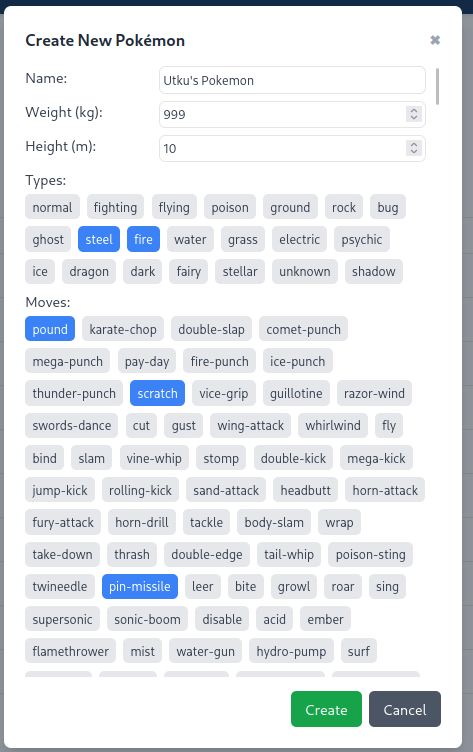 Create New Pokémon ✖
Name: Utku's Pokemon
Weight (kg): 999
Height (m): 10
Types:
normal fighting flying poison ground rock bug
ghost steel fire water grass electric psychic
ice dragon dark fairy stellar unknown shadow
Moves:
pound karate-chop double-slap comet-punch
mega-punch pay-day fire-punch ice-punch
thunder-punch scratch vice-grip guillotine razor-wind
swords-dance cut gust wing-attack whirlwind fly
bind slam vine-whip stomp double-kick mega-kick
jump-kick rolling-kick sand-attack headbutt horn-attack
fury-attack horn-drill tackle body-slam wrap
take-down thrash double-edge tail-whip poison-sting
twineedle pin-missile leer bite growl roar sing
supersonic sonic-boom disable acid ember
flamethrower mist water-gun hydro-pump surf
Create Cancel